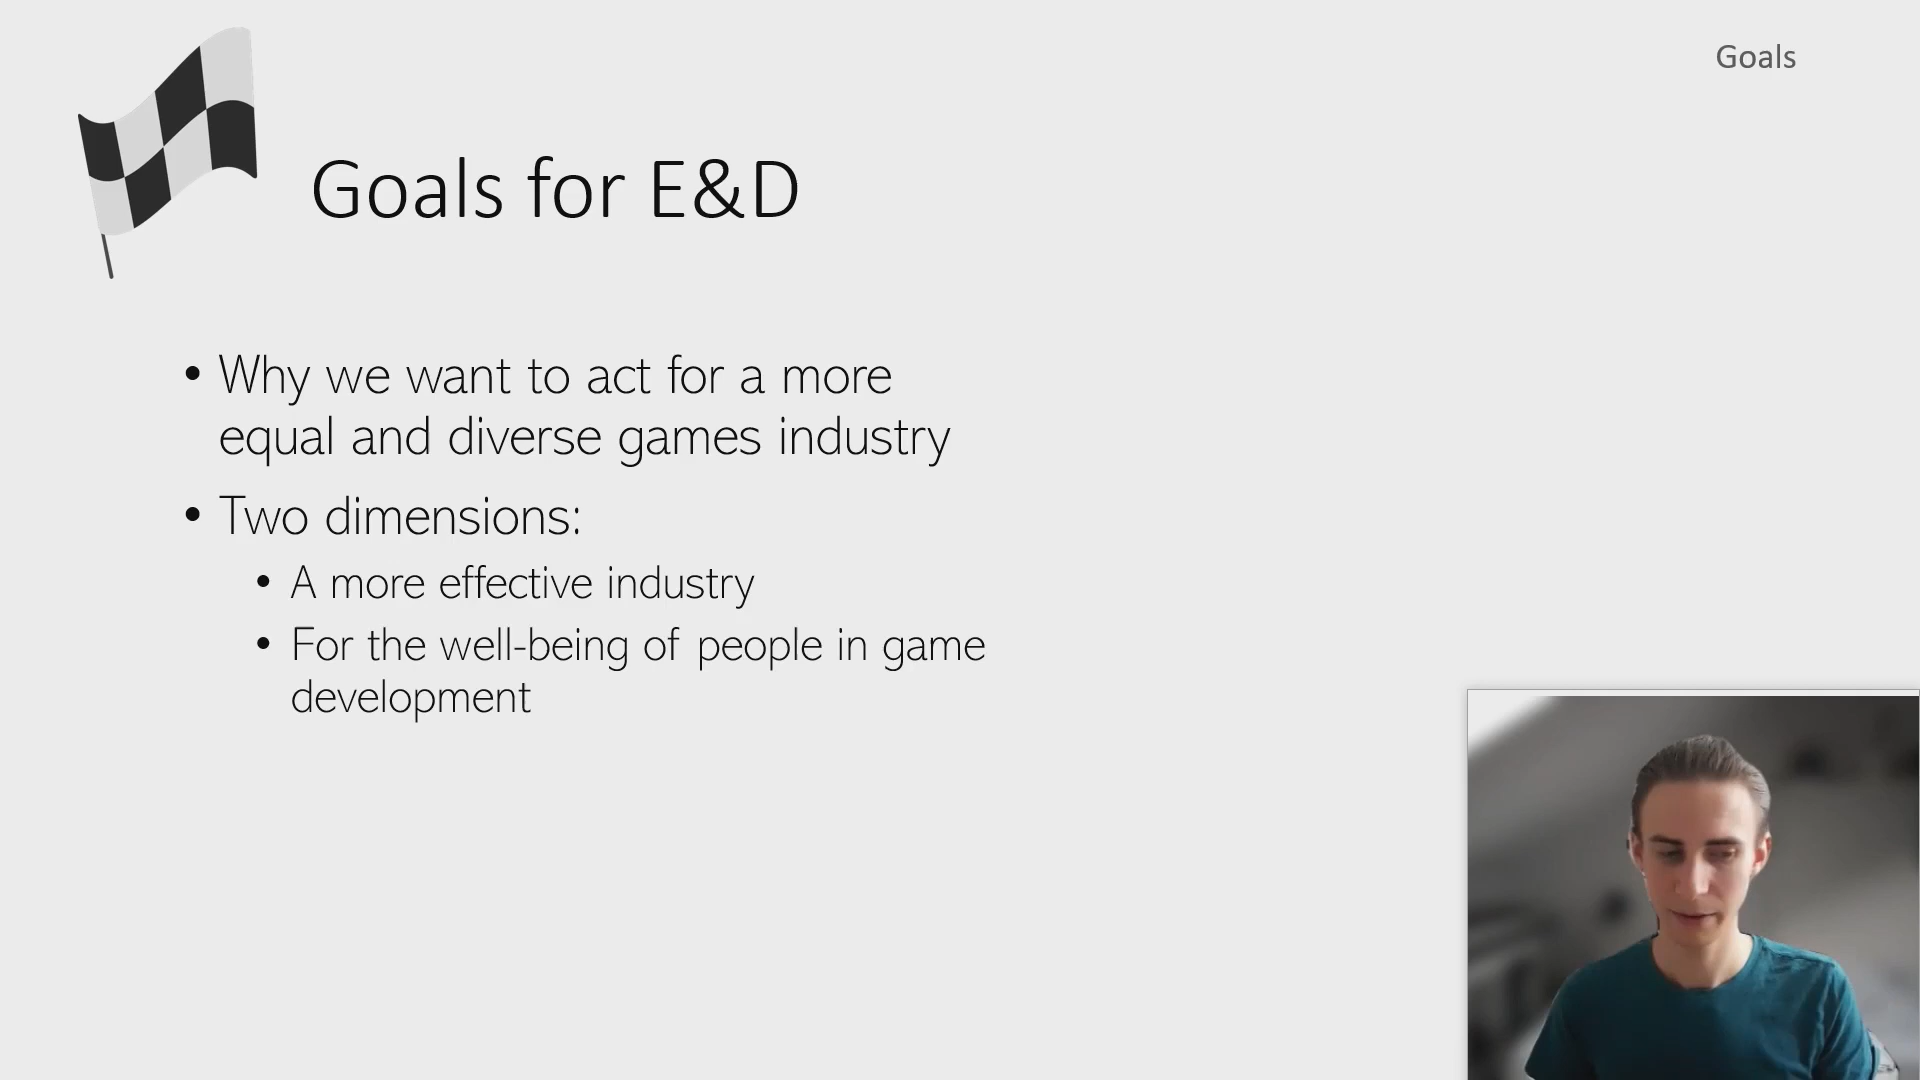 Goals
Goals for E&D
• Why we want to act for a more
equal and diverse games industry
• Two dimensions:
• A more effective industry
• For the well-being of people in game
development